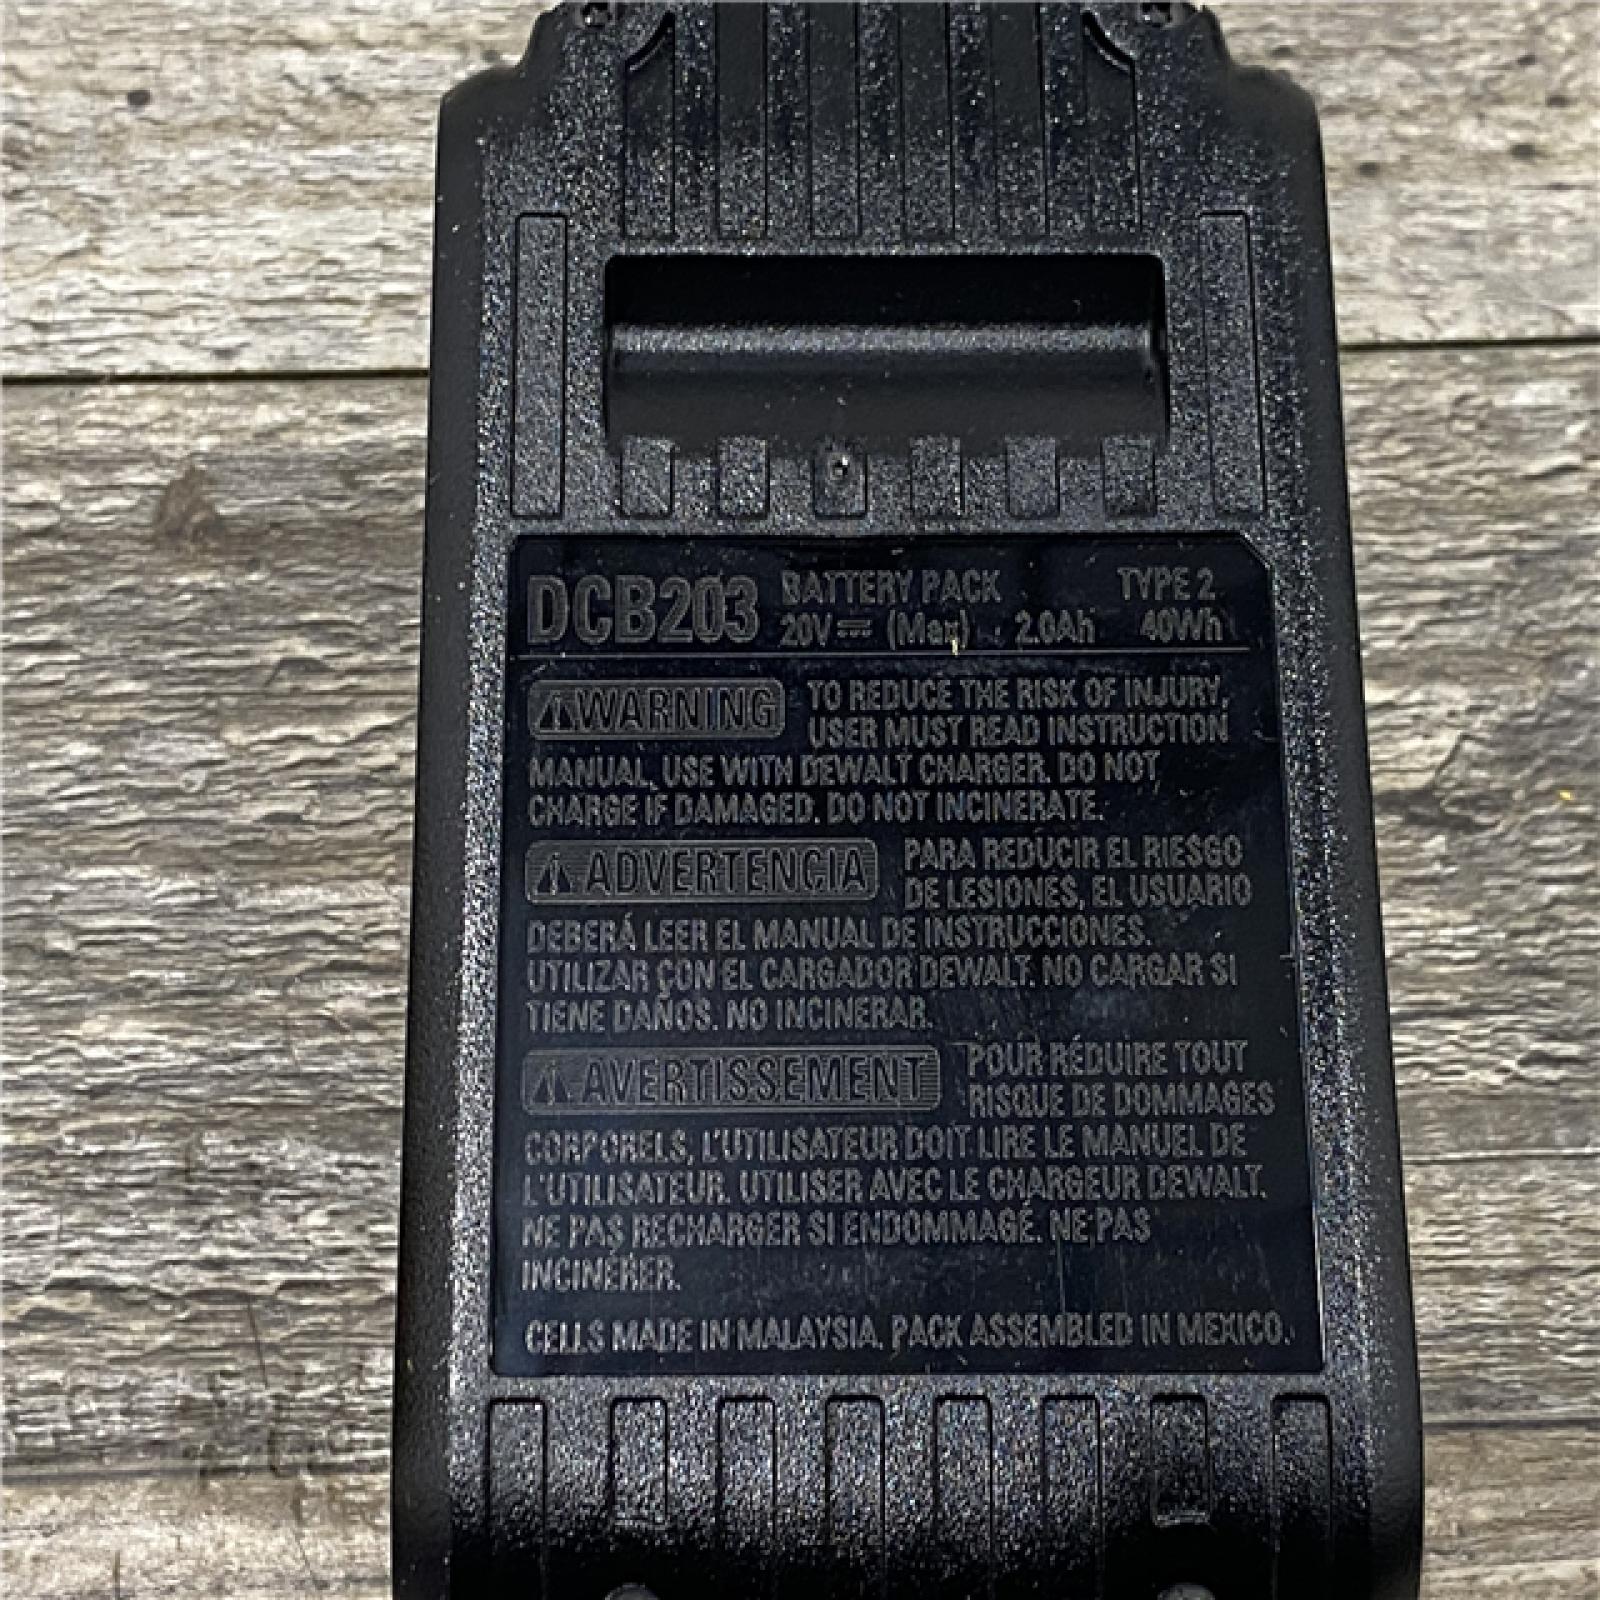 DCB203 BATTERY PACK TYPE 2
20V ⎓ (Max) 2.0Ah 40Wh
⚠WARNING TO REDUCE THE RISK OF INJURY,
USER MUST READ INSTRUCTION
MANUAL, USE WITH DEWALT CHARGER. DO NOT
CHARGE IF DAMAGED. DO NOT INCINERATE.
⚠ADVERTENCIA PARA REDUCIR EL RIESGO
DE LESIONES, EL USUARIO
DEBERÁ LEER EL MANUAL DE INSTRUCCIONES.
UTILIZAR CON EL CARGADOR DEWALT. NO CARGAR SI
TIENE DAÑOS. NO INCINERAR.
⚠AVERTISSEMENT POUR RÉDUIRE TOUT
RISQUE DE DOMMAGES
CORPORELS, L'UTILISATEUR DOIT LIRE LE MANUEL DE
L'UTILISATEUR. UTILISER AVEC LE CHARGEUR DEWALT.
NE PAS RECHARGER SI ENDOMMAGÉ. NE PAS
INCINÉRER.
CELLS MADE IN MALAYSIA. PACK ASSEMBLED IN MEXICO.